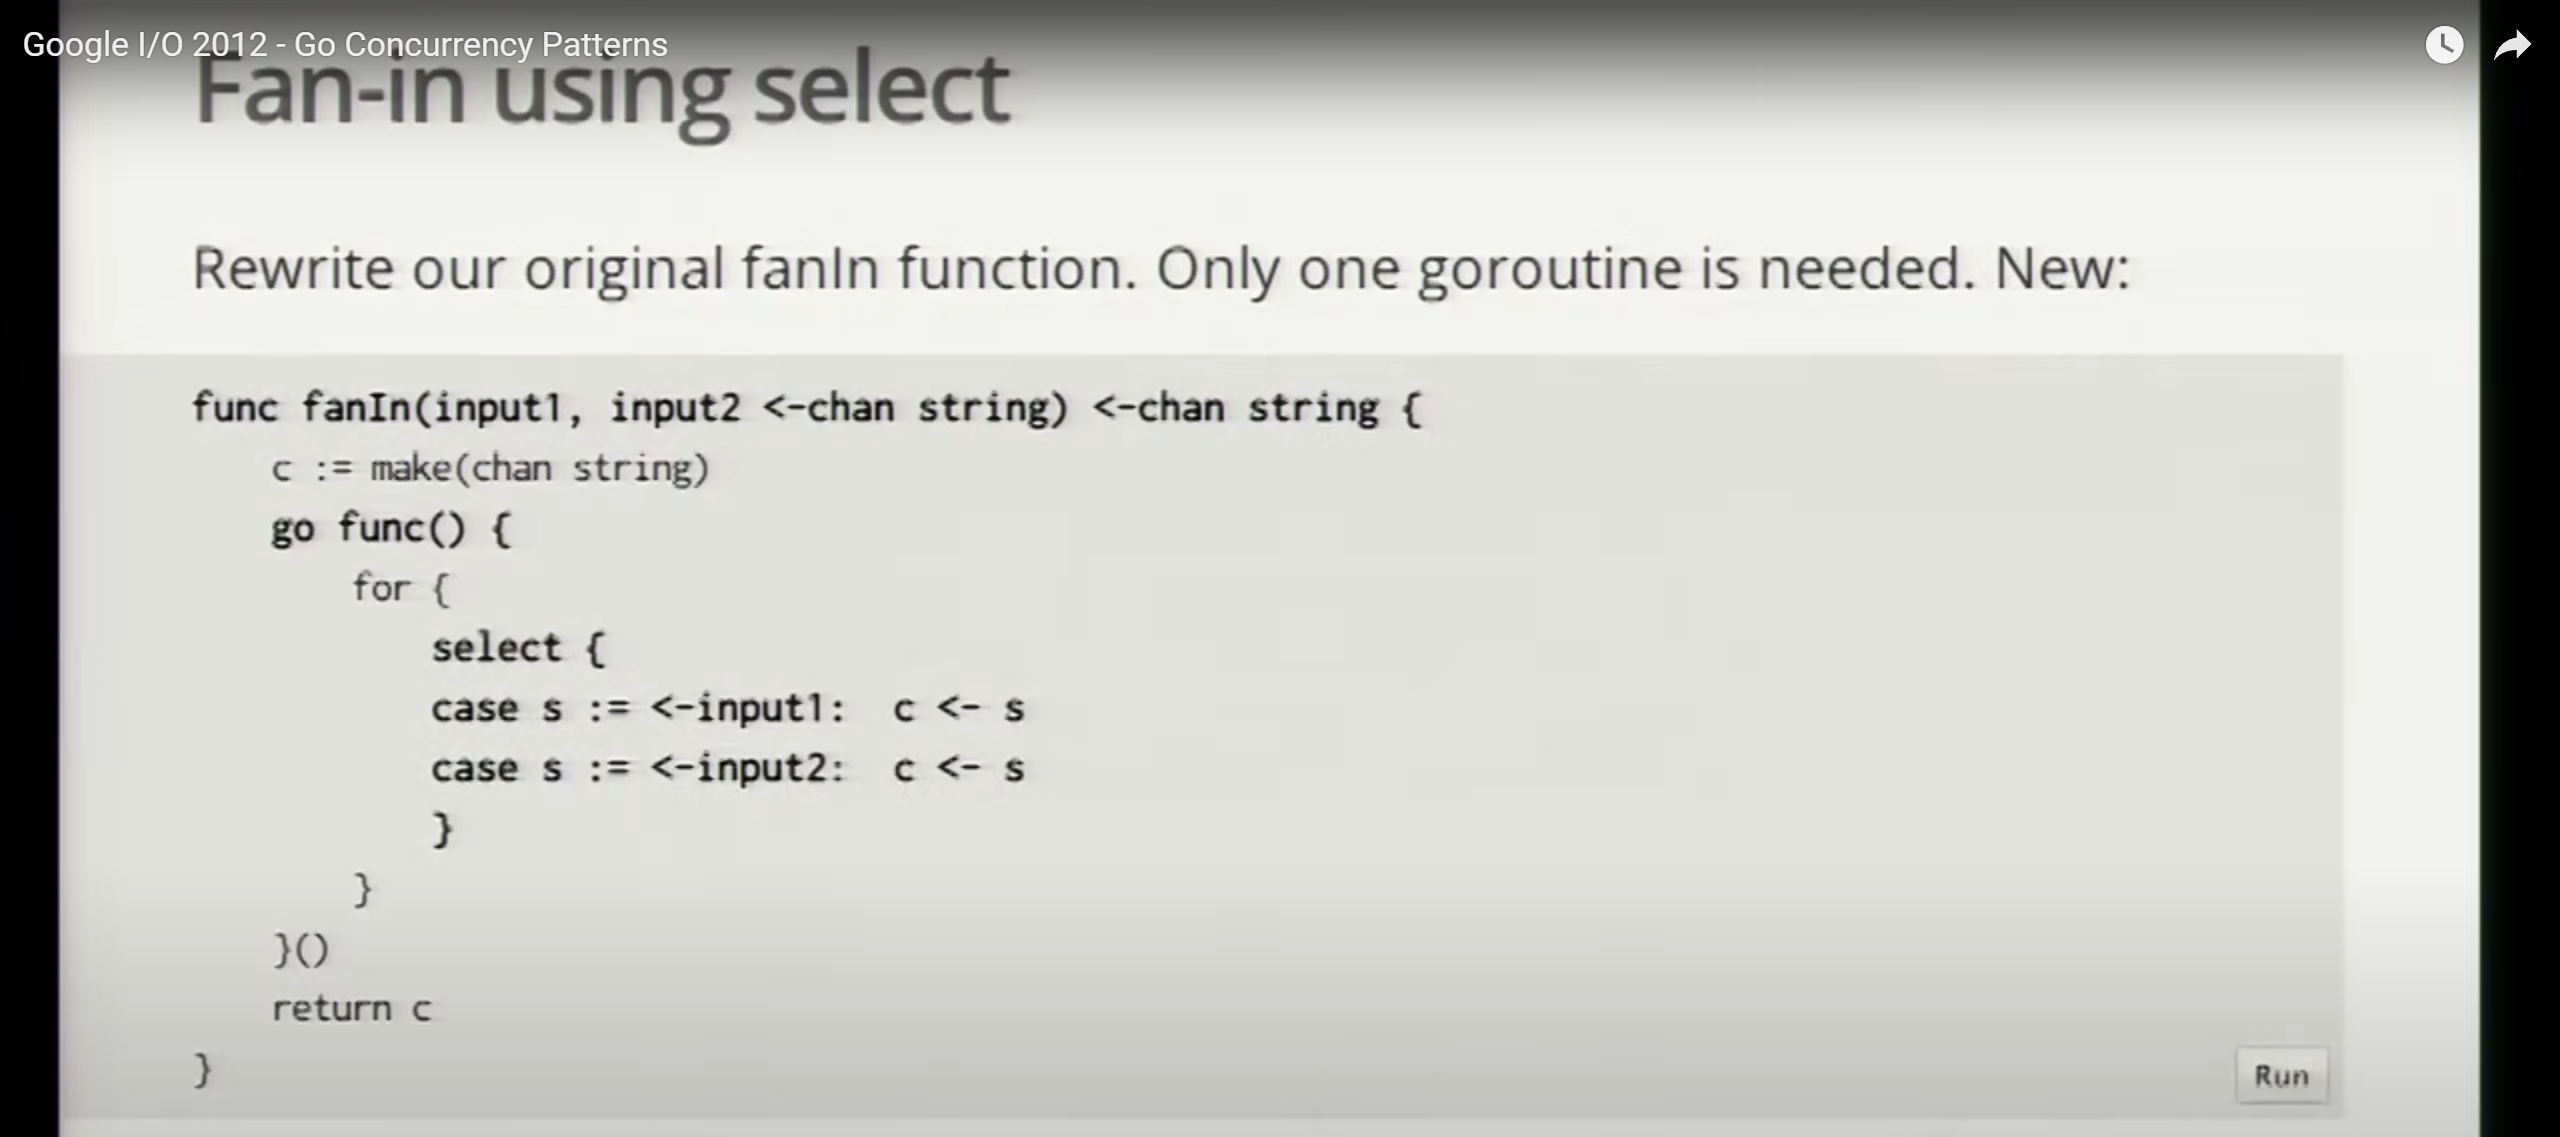 Google I/O 2012 - Go Concurrency Patterns
Fan-in using select
Rewrite our original fanIn function. Only one goroutine is needed. New:
func fanIn(input1, input2 <-chan string) <-chan string {
    c := make(chan string)
    go func() {
        for {
            select {
            case s := <-input1:  c <- s
            case s := <-input2:  c <- s
            }
        }
    }()
    return c
}
Run